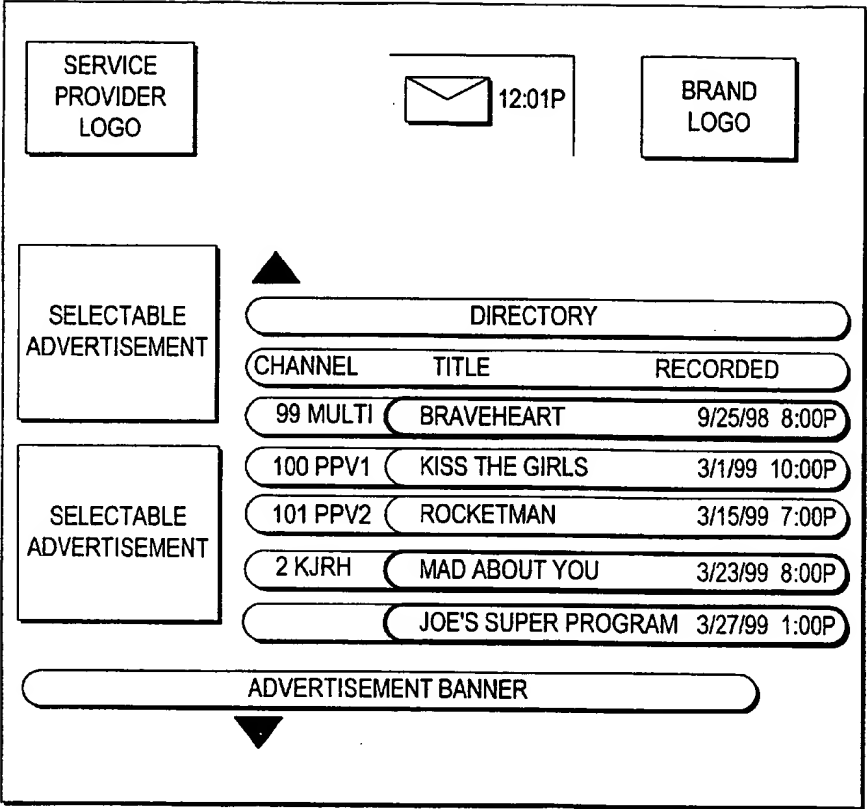 SERVICE
PROVIDER
LOGO
12:01P
BRAND
LOGO
SELECTABLE
ADVERTISEMENT
DIRECTORY
CHANNEL TITLE RECORDED
99 MULTI BRAVEHEART 9/25/98 8:00P
100 PPV1 KISS THE GIRLS 3/1/99 10:00P
101 PPV2 ROCKETMAN 3/15/99 7:00P
2 KJRH MAD ABOUT YOU 3/23/99 8:00P
JOE'S SUPER PROGRAM 3/27/99 1:00P
SELECTABLE
ADVERTISEMENT
ADVERTISEMENT BANNER